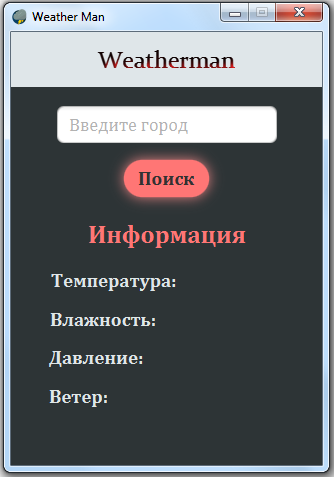 Weather Man
Weatherman
Введите город
Поиск
Информация
Температура:
Влажность:
Давление:
Ветер: